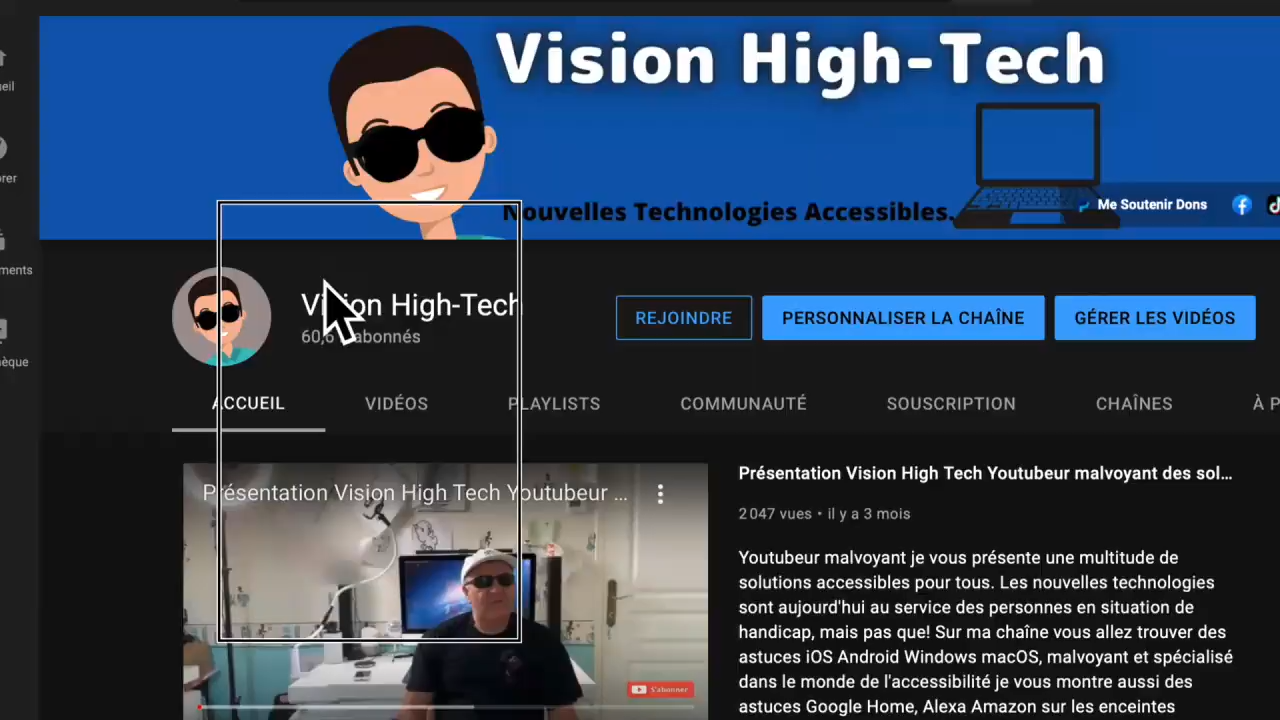 Vision High-Tech
Nouvelles Technologies Accessibles.
Me Soutenir Dons
Vision High-Tech
abonnés
REJOINDRE
PERSONNALISER LA CHAÎNE
GÉRER LES VIDÉOS
ACCUEIL
VIDÉOS
PLAYLISTS
COMMUNAUTÉ
SOUSCRIPTION
CHAÎNES
À P
Présentation Vision High Tech Youtubeur ...
S'abonner
Présentation Vision High Tech Youtubeur malvoyant des sol...
2 047 vues • il y a 3 mois
Youtubeur malvoyant je vous présente une multitude de
solutions accessibles pour tous. Les nouvelles technologies
sont aujourd'hui au service des personnes en situation de
handicap, mais pas que! Sur ma chaîne vous allez trouver des
astuces iOS Android Windows macOS, malvoyant et spécialisé
dans le monde de l'accessibilité je vous montre aussi des
astuces Google Home, Alexa Amazon sur les enceintes